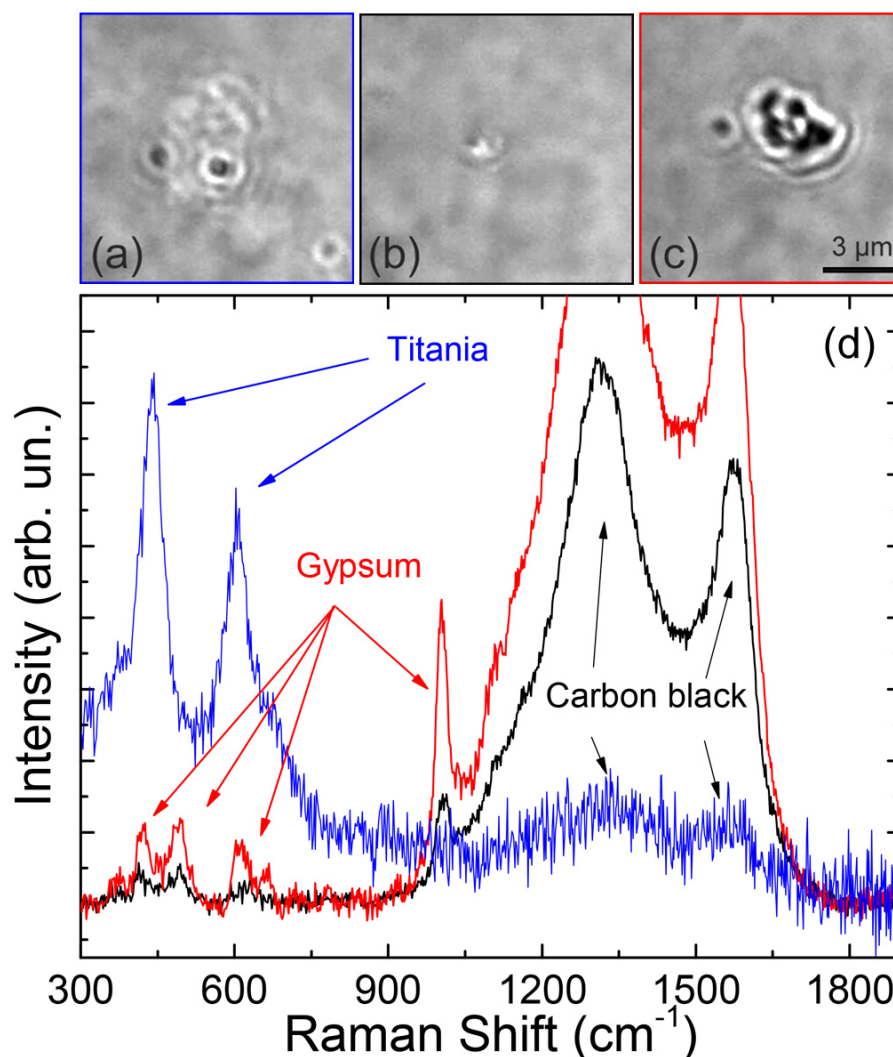 (a)
(b)
(c)
3 µm
(d)
Titania
Gypsum
Carbon black
Intensity (arb. un.)
300 600 900 1200 1500 1800
Raman Shift (cm⁻¹)